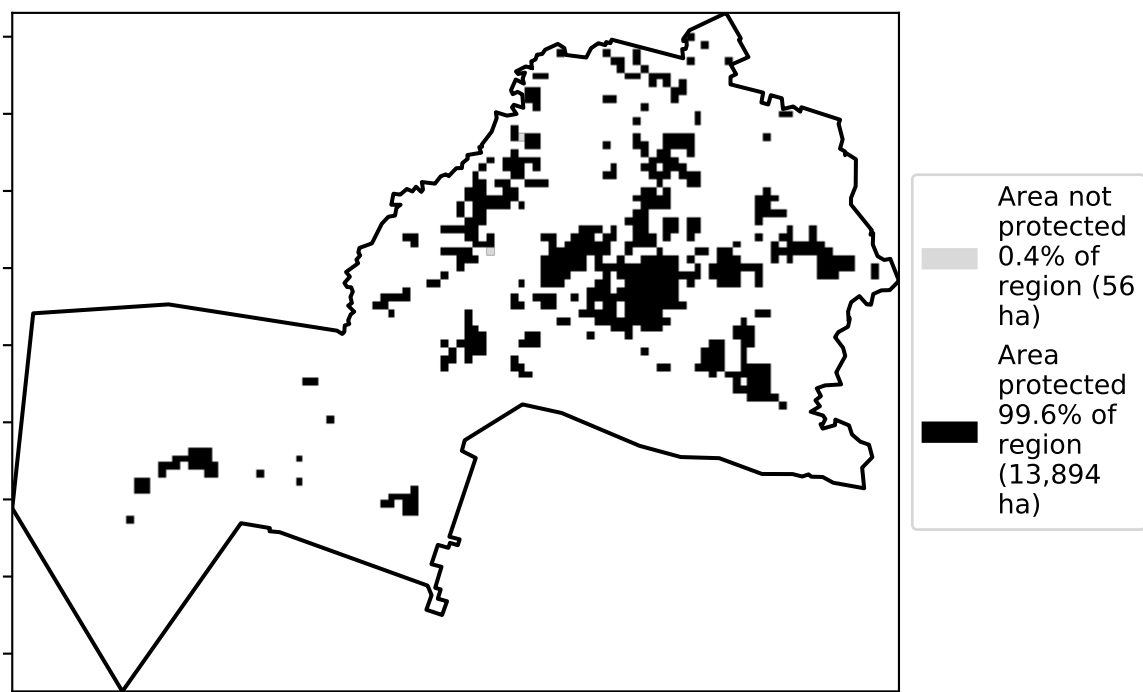 Area not
protected
0.4% of
region (56
ha)
Area
protected
99.6% of
region
(13,894
ha)